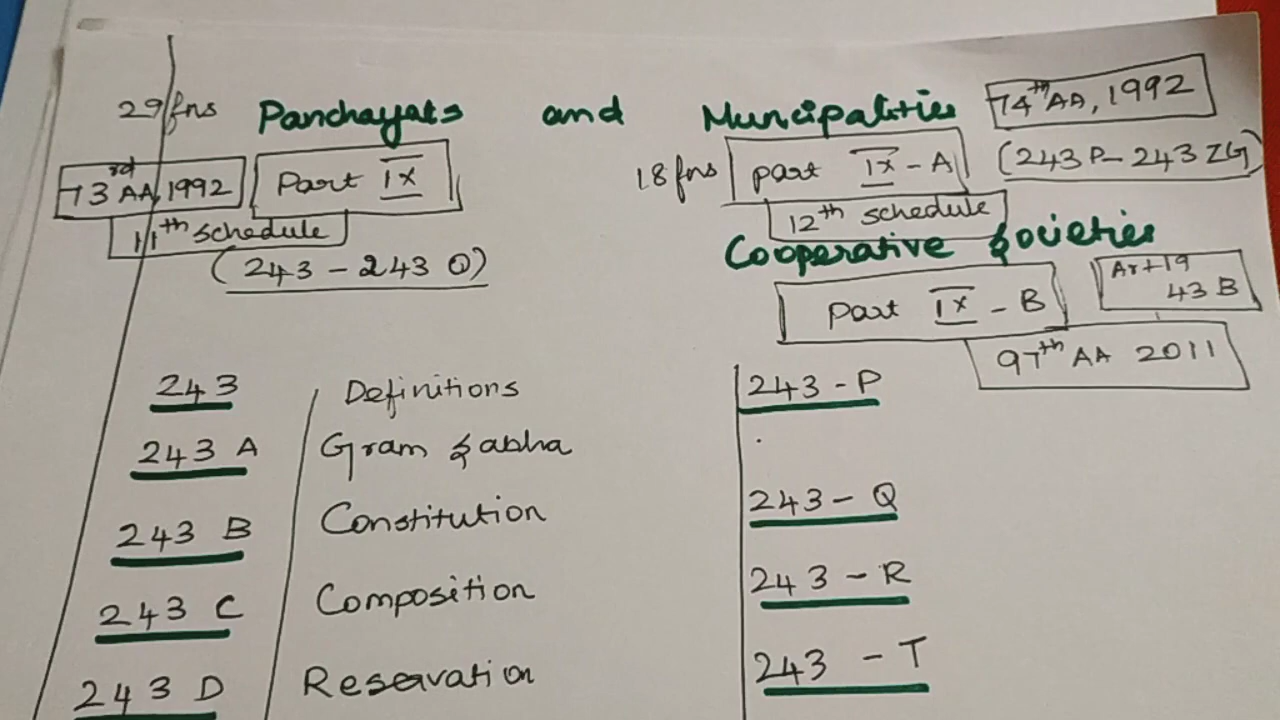 29 fns Panchayats and Muncipalities 74th AA, 1992
73rd AA, 1992 Part IX 18 fns part IX - A (243 P - 243 ZG)
11th schedule 12th schedule
(243 - 243 O) Cooperative Societies
Part IX - B Art 19 43 B
97th AA 2011
243 Definitions 243 - P
243 A Gram Sabha
243 B Constitution 243 - Q
243 C Composition 243 - R
243 D Reservation 243 - T